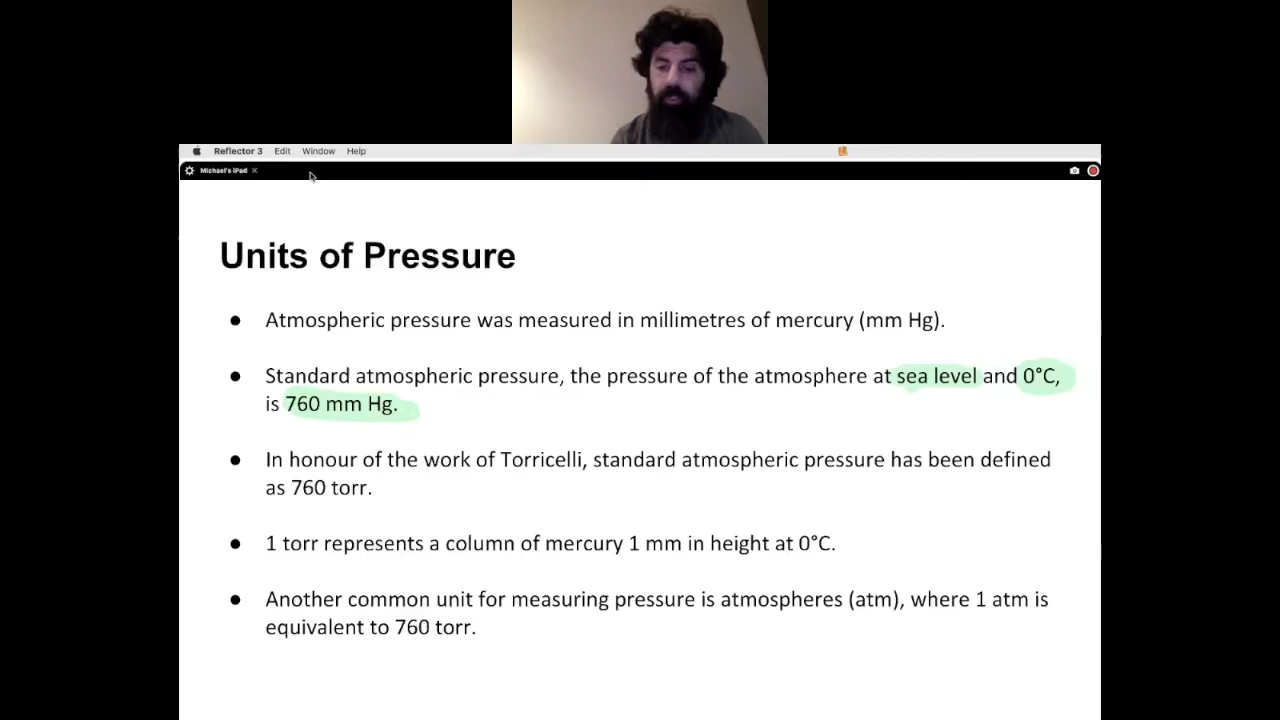 Reflector 3 Edit Window Help
Michael's iPad
Units of Pressure
● Atmospheric pressure was measured in millimetres of mercury (mm Hg).
● Standard atmospheric pressure, the pressure of the atmosphere at sea level and 0°C,
is 760 mm Hg.
● In honour of the work of Torricelli, standard atmospheric pressure has been defined
as 760 torr.
● 1 torr represents a column of mercury 1 mm in height at 0°C.
● Another common unit for measuring pressure is atmospheres (atm), where 1 atm is
equivalent to 760 torr.